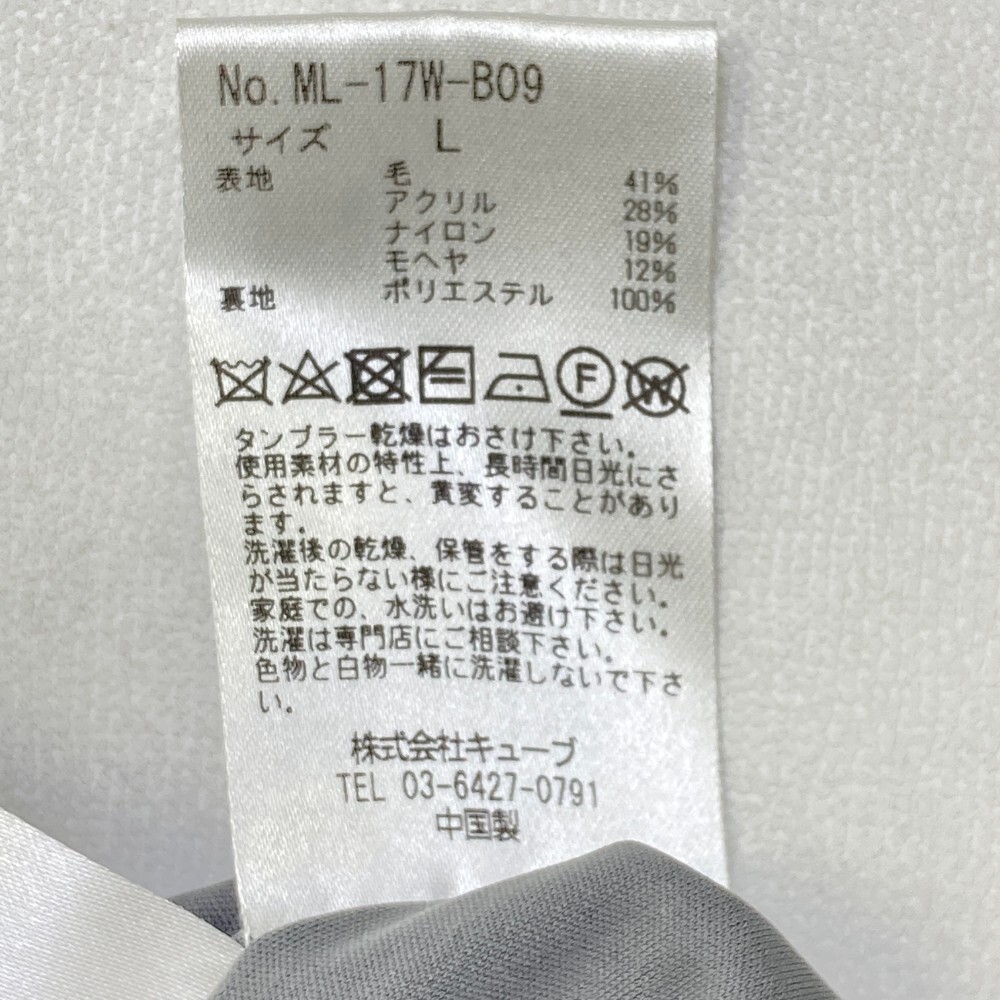 No. ML-17W-B09
サイズ L
表地 毛 41%
アクリル 28%
ナイロン 19%
モヘヤ 12%
裏地 ポリエステル 100%
F W
タンブラー乾燥はおさけ下さい。
使用素材の特性上、長時間日光にさ
らされますと、黄変することがあり
ます。
洗濯後の乾燥、保管をする際は日光
が当たらない様にご注意ください。
家庭での、水洗いはお避け下さい。
洗濯は専門店にご相談下さい。
色物と白物一緒に洗濯しないで下さ
い。
株式会社キューブ
TEL 03-6427-0791
中国製